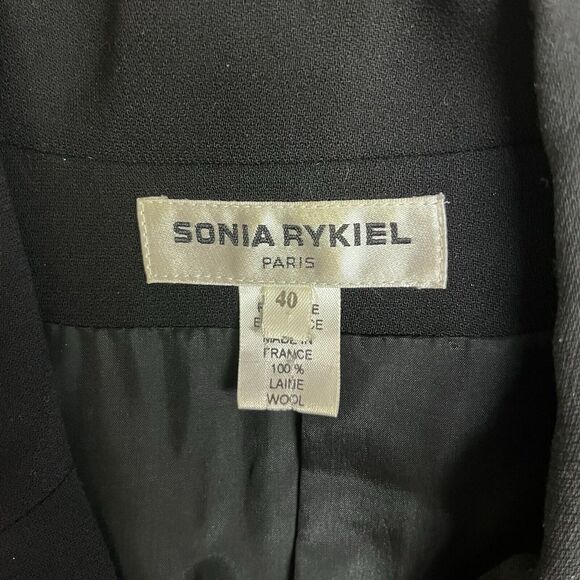 SONIA RYKIEL
PARIS
40
MADE IN
FRANCE
100 %
LAINE
WOOL